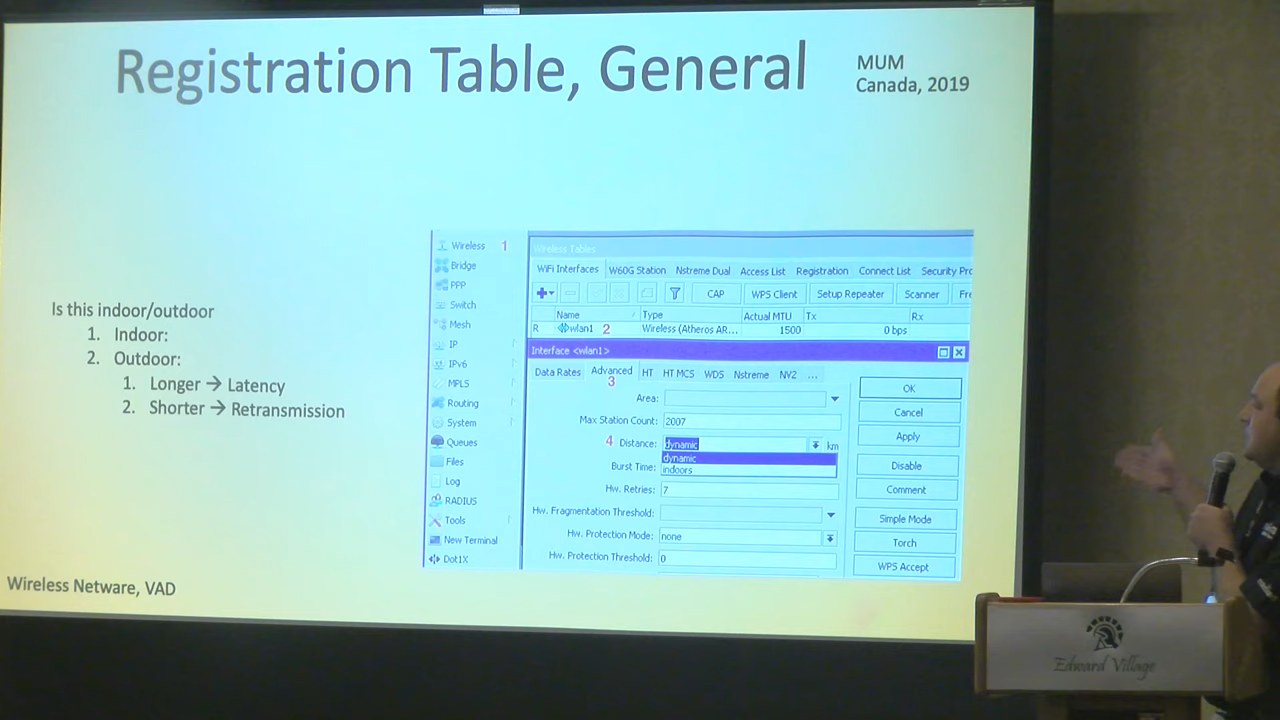 Registration Table, General
MUM
Canada, 2019
Is this indoor/outdoor
1. Indoor:
2. Outdoor:
1. Longer → Latency
2. Shorter → Retransmission
Wireless 1
Bridge
PPP
Switch
Mesh
IP
IPv6
MPLS
Routing
System
Queues
Files
Log
RADIUS
Tools
New Terminal
Dot1X
Wireless Tables
WiFi Interfaces W60G Station Nstreme Dual Access List Registration Connect List Security Pro
CAP WPS Client Setup Repeater Scanner Fre
Name Type Actual MTU Tx Rx
R wlan1 2 Wireless (Atheros AR... 1500 0 bps
Interface <wlan1>
Data Rates Advanced HT HT MCS WDS Nstreme NV2 ...
3
Area:
Max Station Count: 2007
4 Distance: dynamic km
dynamic
indoors
Burst Time:
Hw. Retries: 7
Hw. Fragmentation Threshold:
Hw. Protection Mode: none
Hw. Protection Threshold: 0
OK
Cancel
Apply
Disable
Comment
Simple Mode
Torch
WPS Accept
Wireless Netware, VAD
Edward Village